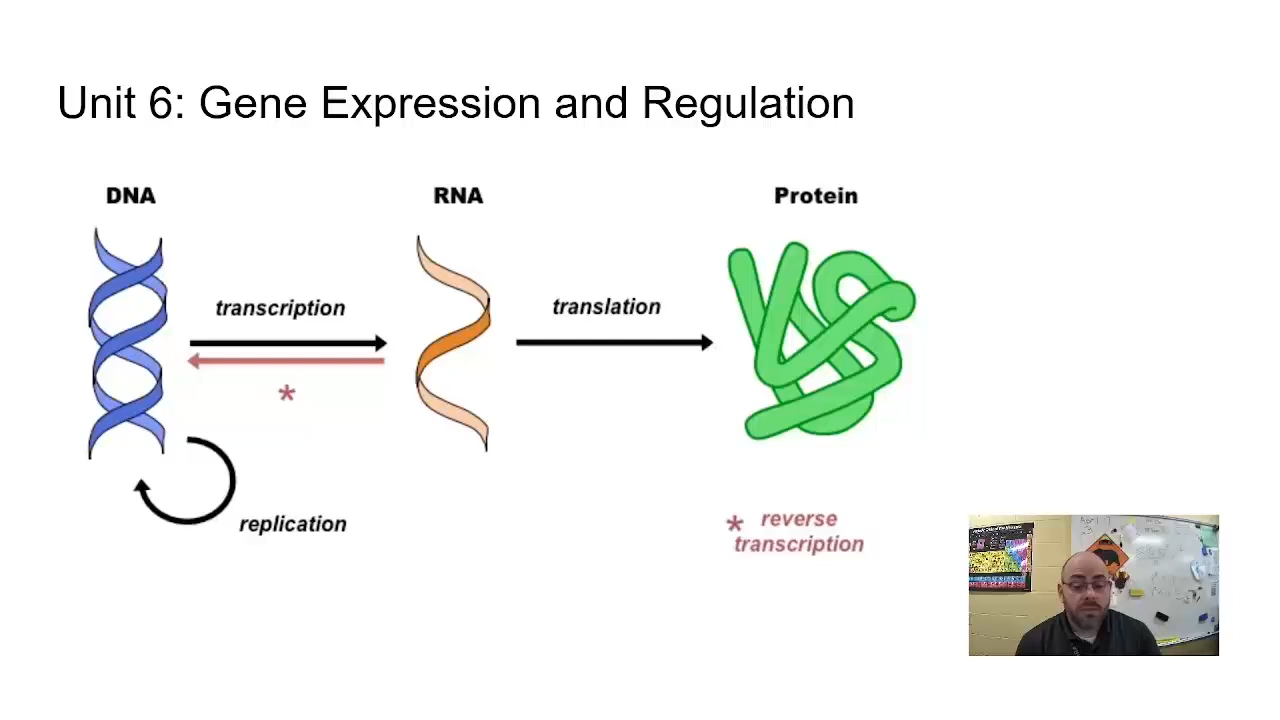 Unit 6: Gene Expression and Regulation
DNA
RNA
Protein
transcription
translation
*
replication
* reverse
transcription